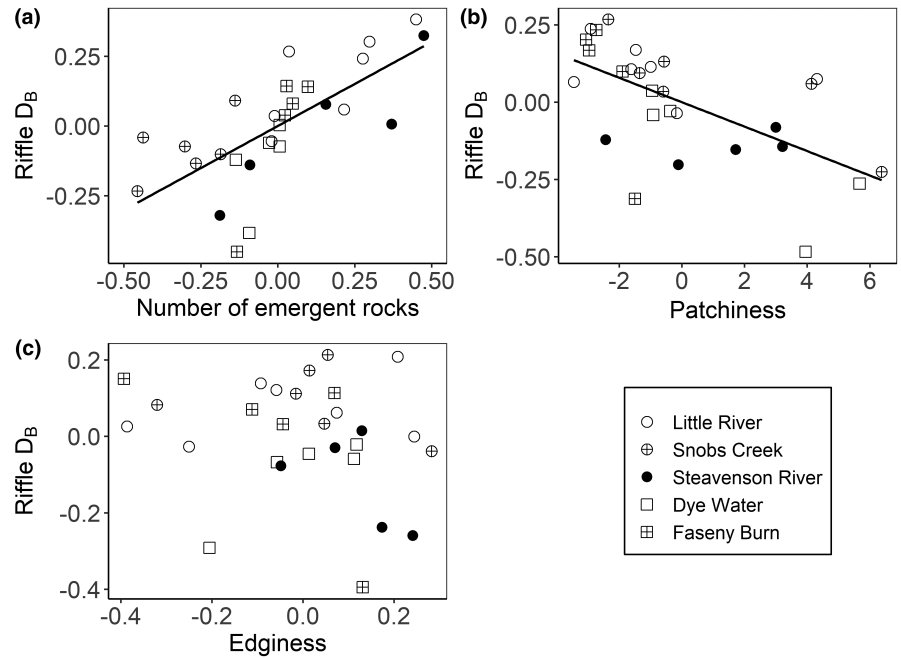 (a)
Riffle D_B
0.25
0.00
-0.25
-0.50 -0.25 0.00 0.25 0.50
Number of emergent rocks
(b)
Riffle D_B
0.25
0.00
-0.25
-0.50
-2 0 2 4 6
Patchiness
(c)
Riffle D_B
0.2
0.0
-0.2
-0.4
-0.4 -0.2 0.0 0.2
Edginess
Little River
Snobs Creek
Steavenson River
Dye Water
Faseny Burn